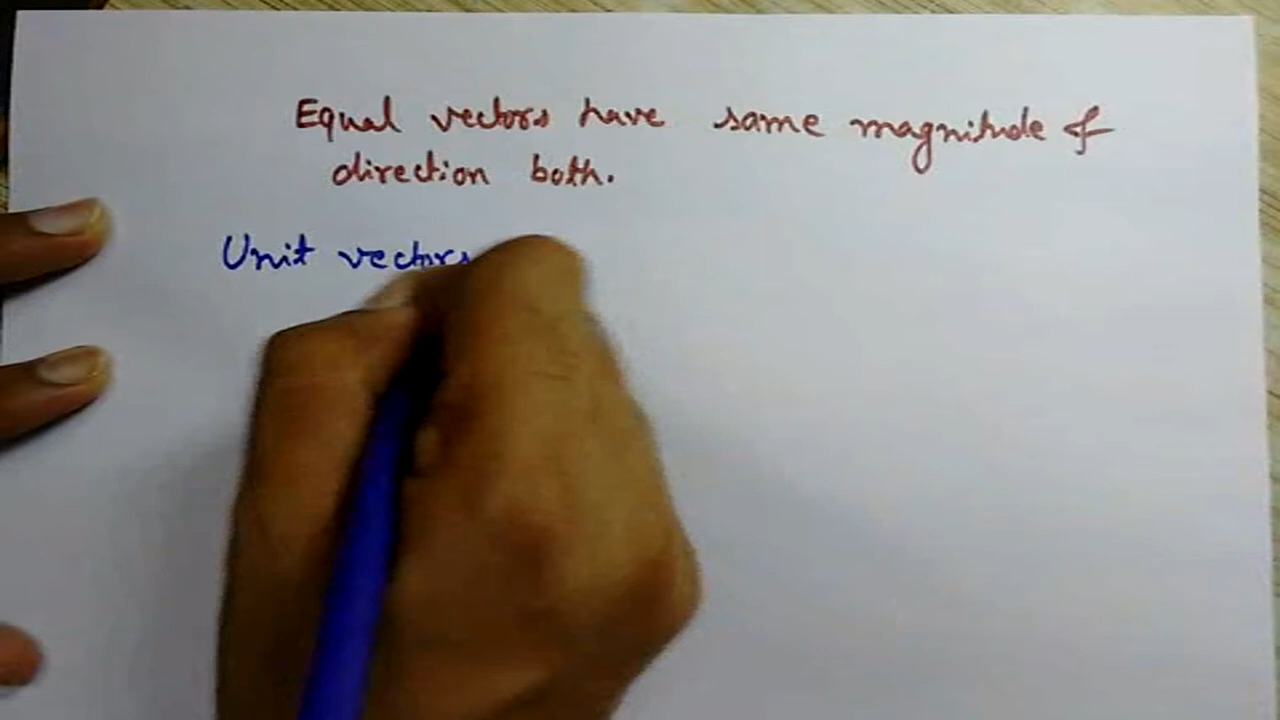 Equal vectors have same magnitude &
direction both.
Unit vectors